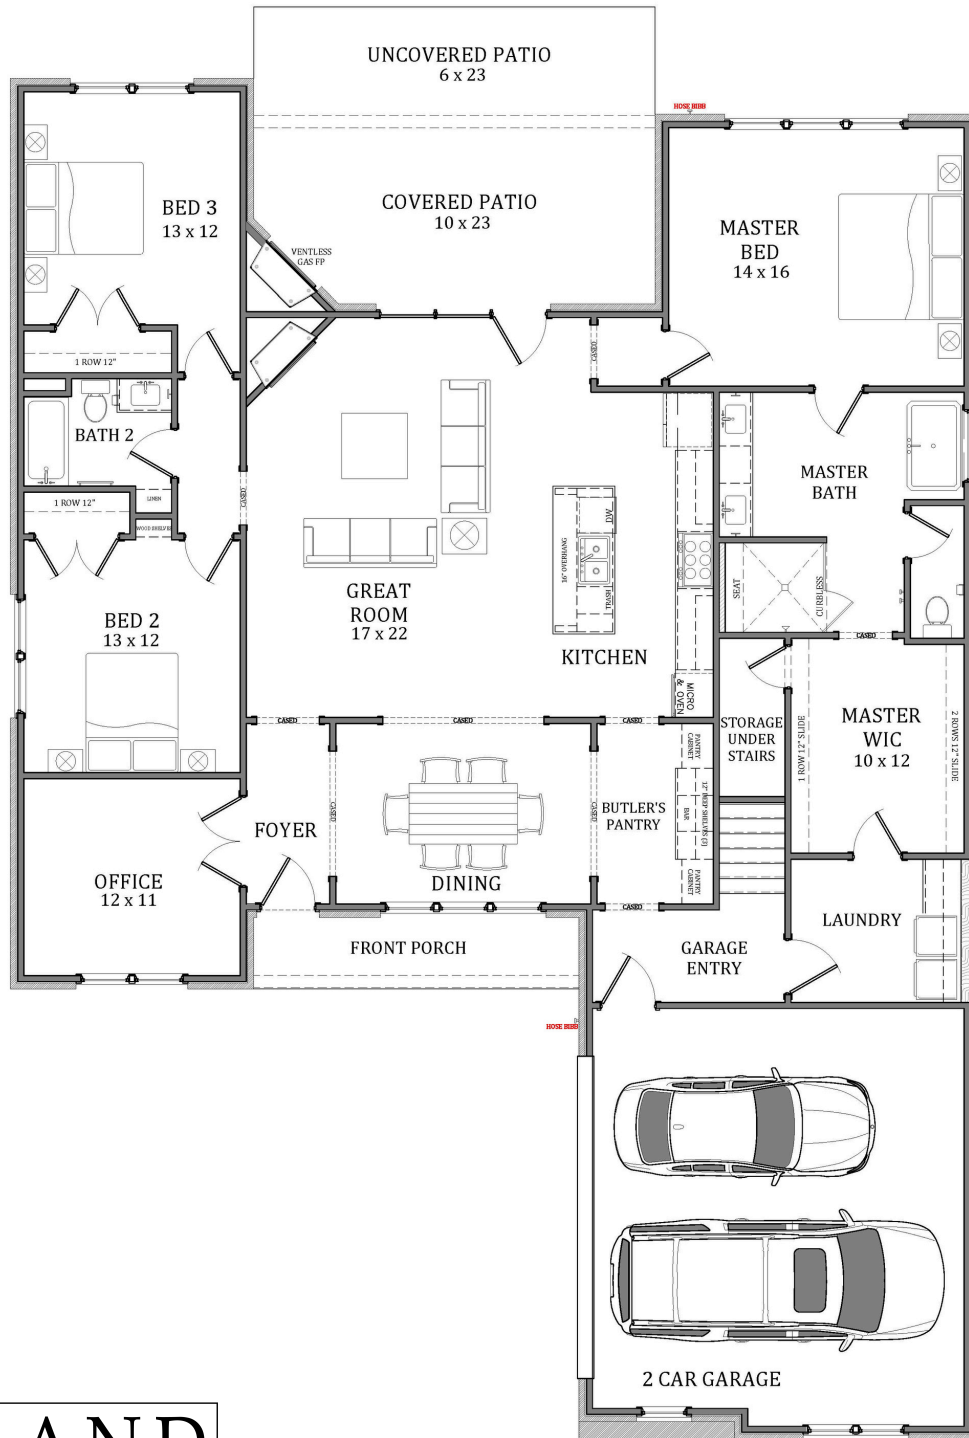 UNCOVERED PATIO
6 x 23
HOSE BIBB
BED 3
13 x 12
COVERED PATIO
10 x 23
MASTER
BED
14 x 16
VENTLESS
GAS FP
CASED
1 ROW 12"
BATH 2
LINEN
1 ROW 12"
WOOD SHELVES
CASED
MASTER
BATH
DW
16" OVERHANG
TRASH
SEAT
CURBLESS
GREAT
ROOM
17 x 22
BED 2
13 x 12
KITCHEN
CASED
MICRO
& OVEN
CASED
CASED
CASED
STORAGE
UNDER
STAIRS
1 ROW 12" SLIDE
MASTER
WIC
10 x 12
2 ROWS 12" SLIDE
PANTRY
CABINET
CASED
CASED
BUTLER'S
PANTRY
BAR
12" DEEP SHELVES (3)
PANTRY
CABINET
FOYER
DINING
OFFICE
12 x 11
CASED
LAUNDRY
FRONT PORCH
GARAGE
ENTRY
HOSE BIBB
2 CAR GARAGE